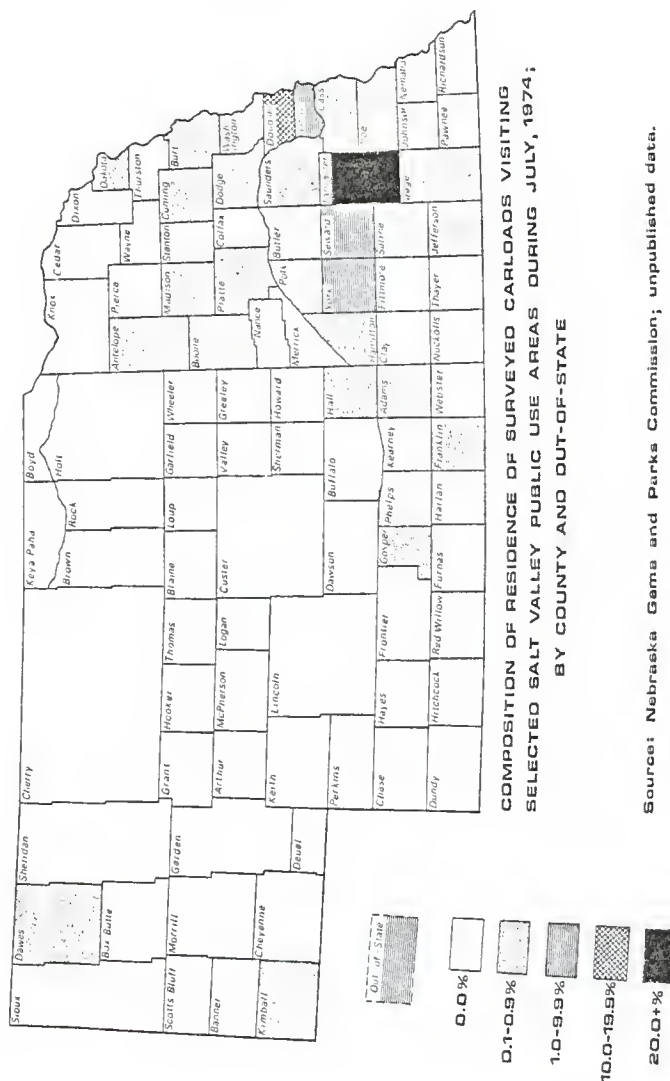 Sioux
Dawes
Box Butte
Sheridan
Cherry
Keya Paha
Boyd
Brown
Rock
Holt
Knox
Cedar
Dixon
Dakota
Antelope
Pierce
Wayne
Thurston
Scotts Bluff
Morrill
Garden
Grant
Hooker
Thomas
Blaine
Loup
Garfield
Wheeler
Boone
Madison
Stanton
Cuming
Burt
Banner
Arthur
McPherson
Logan
Custer
Valley
Greeley
Platte
Colfax
Dodge
Wash
ington
Kimball
Cheyenne
Deuel
Keith
Lincoln
Sherman
Howard
Nance
Merrick
Polk
Butler
Saunders
Perkins
Dawson
Buffalo
Hall
Hamilton
York
Seward
Cass
Chase
Hayes
Frontier
Gosper
Phelps
Kearney
Adams
Clay
Fillmore
Saline
Dundy
Hitchcock
Red Willow
Furnas
Harlan
Franklin
Webster
Nuckolls
Thayer
Jefferson
Johnson
Nemaha
Pawnee
Richardson
Out of State
0.0%
0.1-0.9%
1.0-9.9%
10.0-19.9%
20.0+%
COMPOSITION OF RESIDENCE OF SURVEYED CARLOADS VISITING
SELECTED SALT VALLEY PUBLIC USE AREAS DURING JULY, 1974;
BY COUNTY AND OUT-OF-STATE
Source: Nebraska Game and Parks Commission; unpublished data.